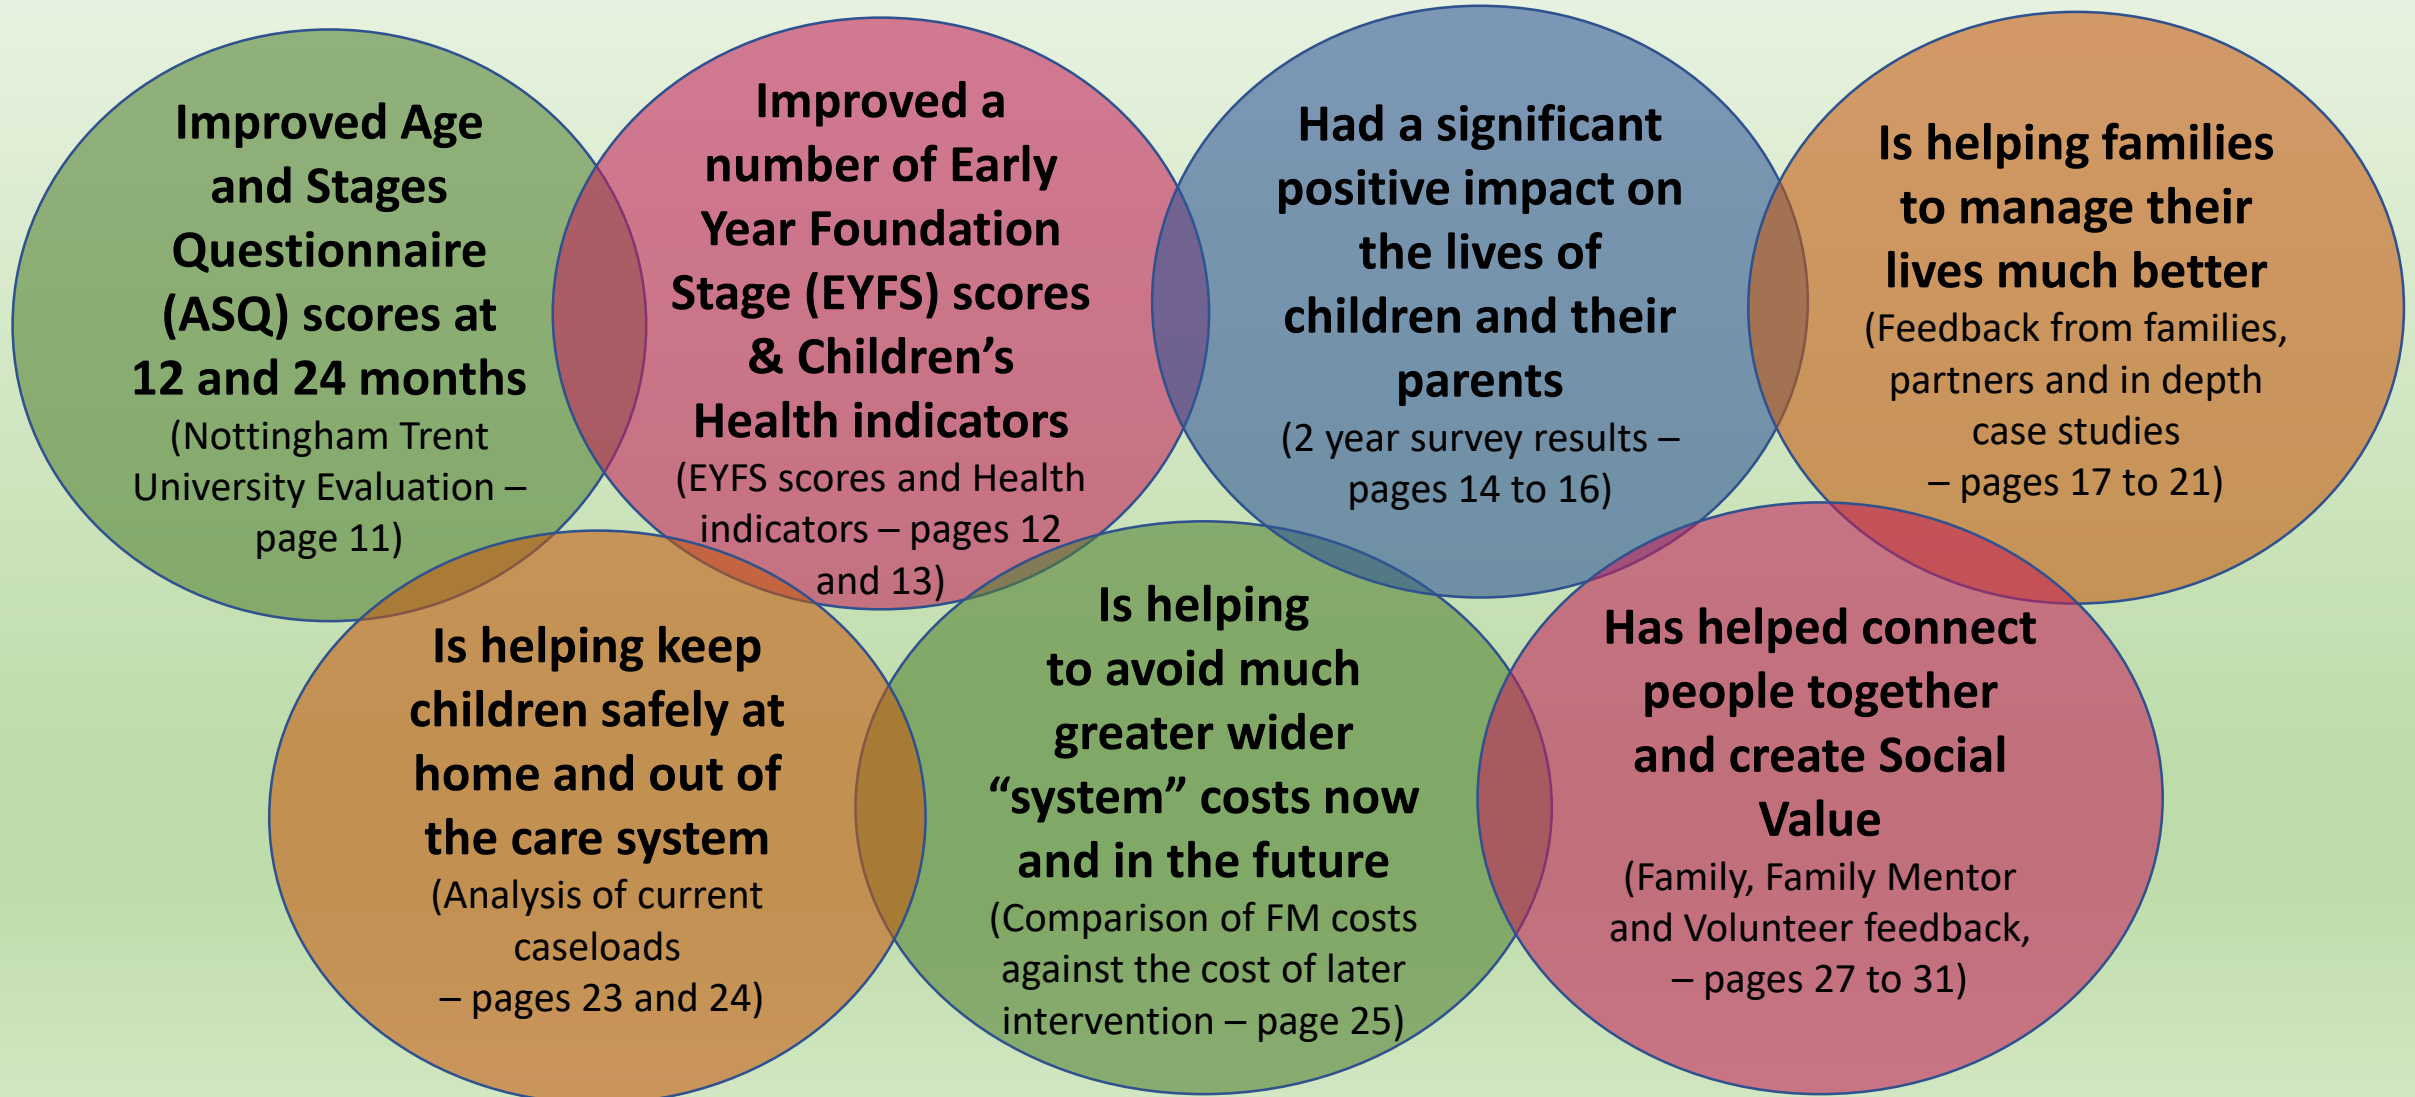 Improved Age
and Stages
Questionnaire
(ASQ) scores at
12 and 24 months
(Nottingham Trent
University Evaluation –
page 11)
Improved a
number of Early
Year Foundation
Stage (EYFS) scores
& Children’s
Health indicators
(EYFS scores and Health
indicators – pages 12
and 13)
Had a significant
positive impact on
the lives of
children and their
parents
(2 year survey results –
pages 14 to 16)
Is helping families
to manage their
lives much better
(Feedback from families,
partners and in depth
case studies
– pages 17 to 21)
Is helping keep
children safely at
home and out of
the care system
(Analysis of current
caseloads
– pages 23 and 24)
Is helping
to avoid much
greater wider
“system” costs now
and in the future
(Comparison of FM costs
against the cost of later
intervention – page 25)
Has helped connect
people together
and create Social
Value
(Family, Family Mentor
and Volunteer feedback,
– pages 27 to 31)